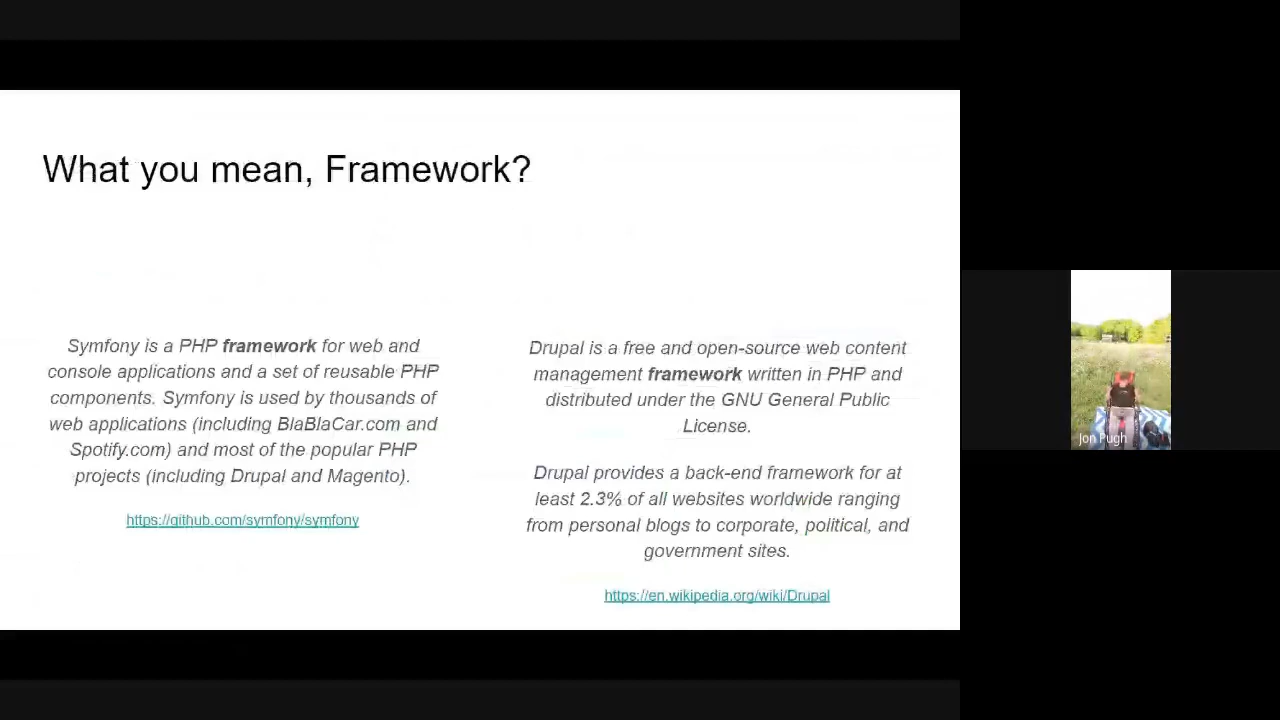 What you mean, Framework?
Symfony is a PHP framework for web and
console applications and a set of reusable PHP
components. Symfony is used by thousands of
web applications (including BlaBlaCar.com and
Spotify.com) and most of the popular PHP
projects (including Drupal and Magento).
https://github.com/symfony/symfony
Drupal is a free and open-source web content
management framework written in PHP and
distributed under the GNU General Public
License.
Drupal provides a back-end framework for at
least 2.3% of all websites worldwide ranging
from personal blogs to corporate, political, and
government sites.
https://en.wikipedia.org/wiki/Drupal
Jon Pugh